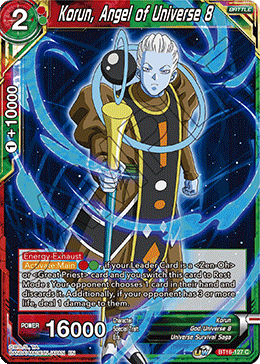 2
Korun, Angel of Universe 8
BATTLE
+10000
Energy-Exhaust
Activate Main if your Leader Card is a <Zen-Oh>
or <Great Priest> card and you switch this card to Rest
Mode : Your opponent chooses 1 card in their hand and
discards it. Additionally, if your opponent has 3 or more
life, deal 1 damage to them.
POWER 16000
Character Korun
Special Trait God/Universe 8
Era Universe Survival Saga
BT16-127 C